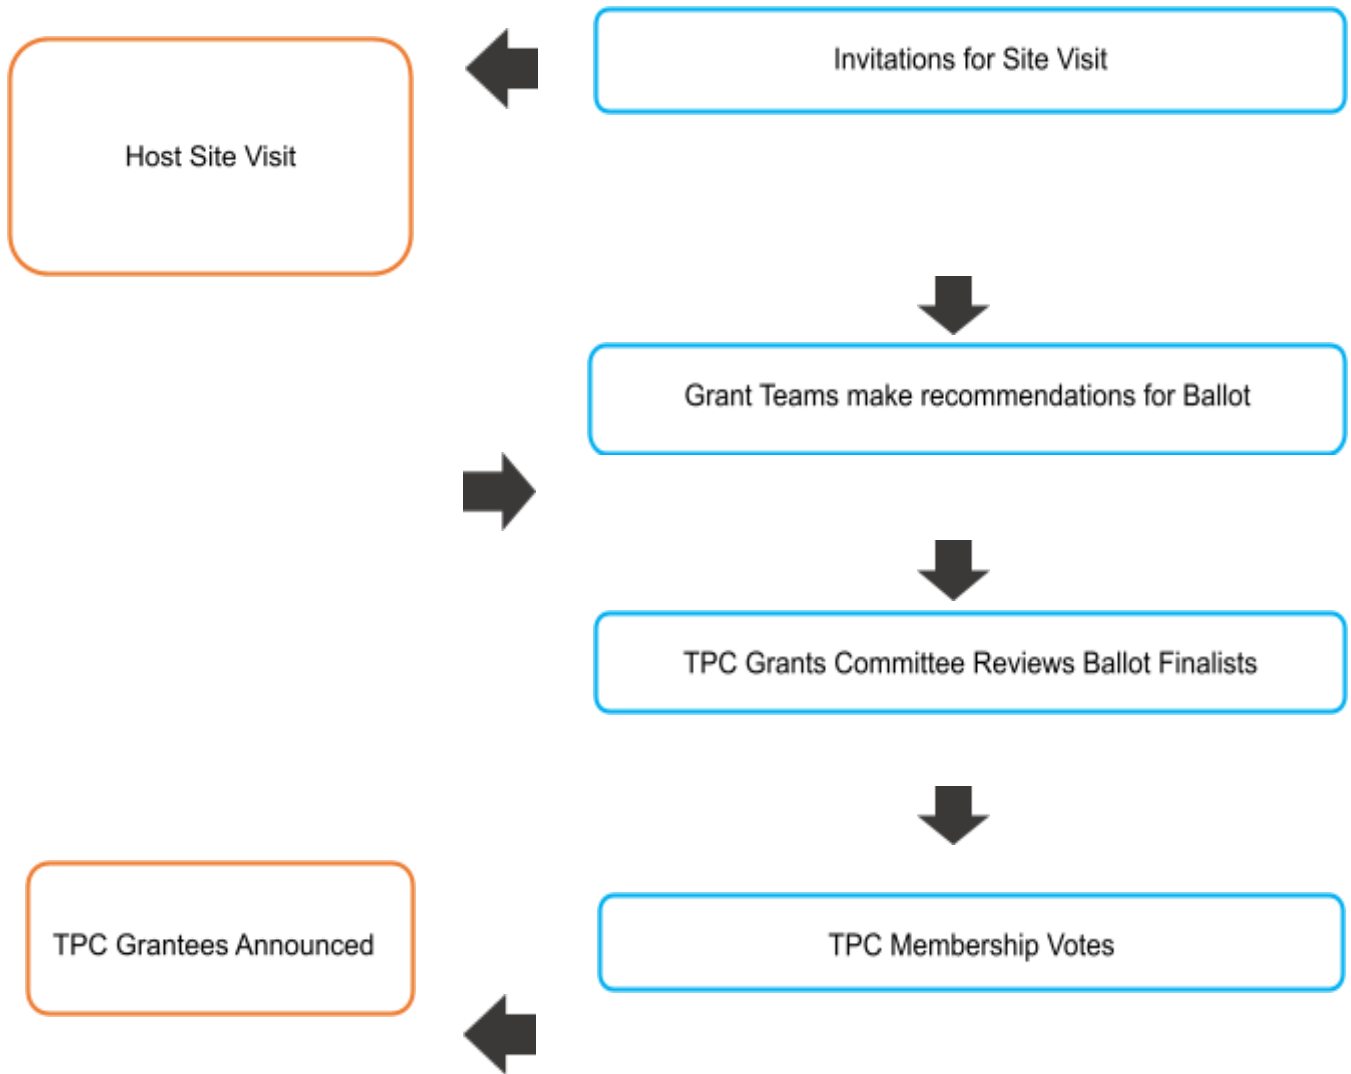 Invitations for Site Visit
Host Site Visit
Grant Teams make recommendations for Ballot
TPC Grants Committee Reviews Ballot Finalists
TPC Grantees Announced
TPC Membership Votes